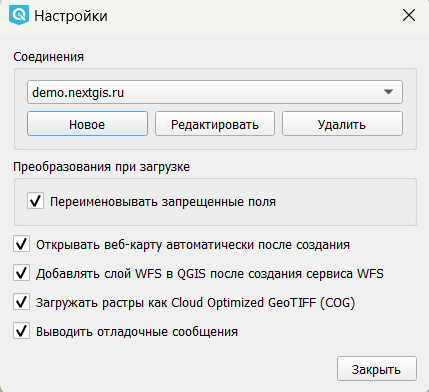 Настройки
Соединения
demo.nextgis.ru
Новое Редактировать Удалить
Преобразования при загрузке
Переименовывать запрещенные поля
Открывать веб-карту автоматически после создания
Добавлять слой WFS в QGIS после создания сервиса WFS
Загружать растры как Cloud Optimized GeoTIFF (COG)
Выводить отладочные сообщения
Закрыть